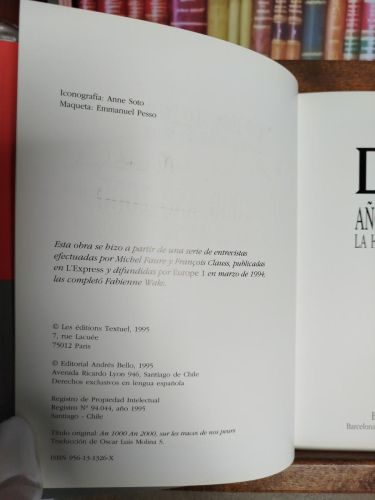 Iconografía: Anne Soto
Maqueta: Emmanuel Pesso
Esta obra se hizo a partir de una serie de entrevistas
efectuadas por Michel Faure y François Clauss, publicadas
en L'Express y difundidas por Europe 1 en marzo de 1994;
las completó Fabienne Waks.
© Les éditions Textuel, 1995
7, rue Lacuée
75012 Paris
© Editorial Andrés Bello, 1995
Avenida Ricardo Lyon 946, Santiago de Chile
Derechos exclusivos en lengua española
Registro de Propiedad Intelectual
Registro Nº 94.044, año 1995
Santiago - Chile
Título original: An 1000 An 2000, sur les traces de nos peurs
Traducción de Oscar Luis Molina S.
ISBN 956-13-1326-X
D
AÑ
LA H
E
Barcelona